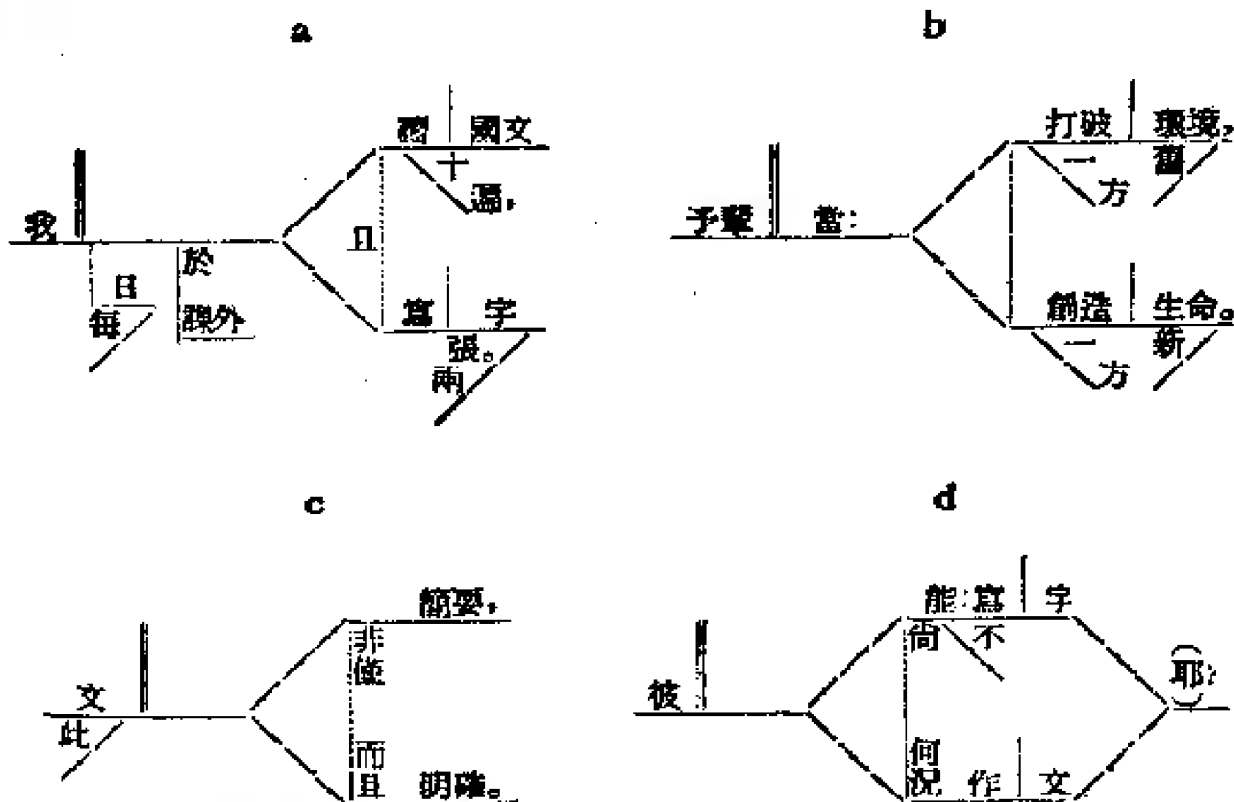 a
國文
十
遍,
我
且
於
日
每
課外
寫 字
張。
兩
b
打破 環境,
一方 舊
予輩 當:
創造 生命。
一方 新
c
簡要,
非僅
文
此
而且 明確。
d
能:寫 字
尚 不
彼
(耶)?
何況 作 文